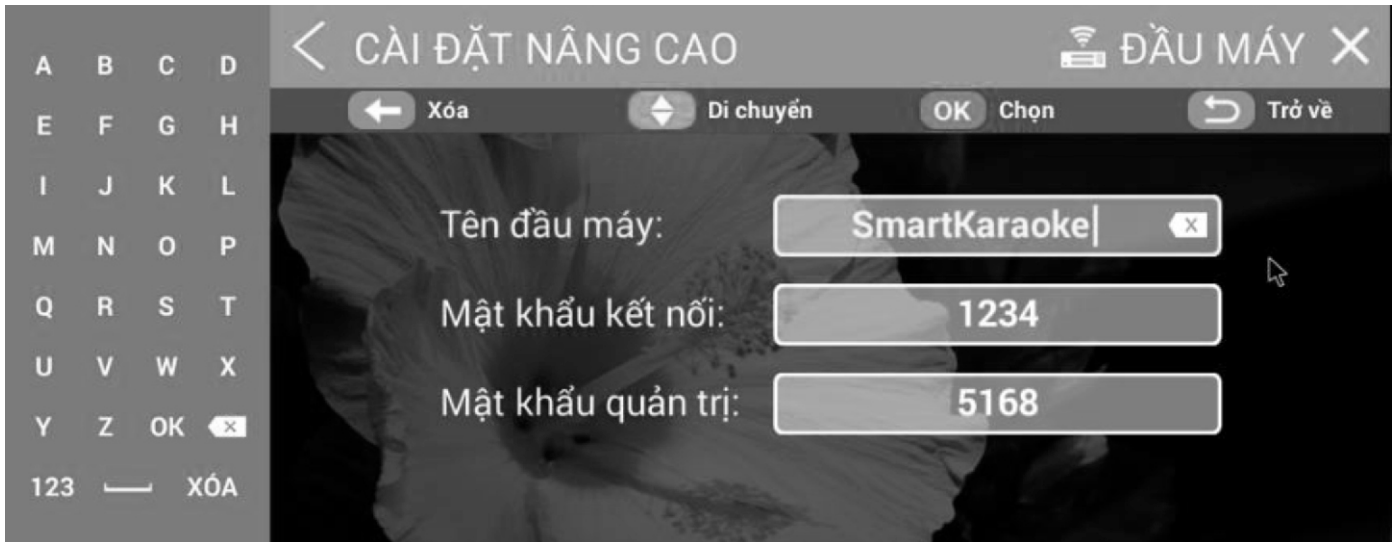 A B C D
E F G H
I J K L
M N O P
Q R S T
U V W X
Y Z OK
123 XÓA
CÀI ĐẶT NÂNG CAO
ĐẦU MÁY
Xóa Di chuyển OK Chọn Trở về
Tên đầu máy: SmartKaraoke
Mật khẩu kết nối: 1234
Mật khẩu quản trị: 5168